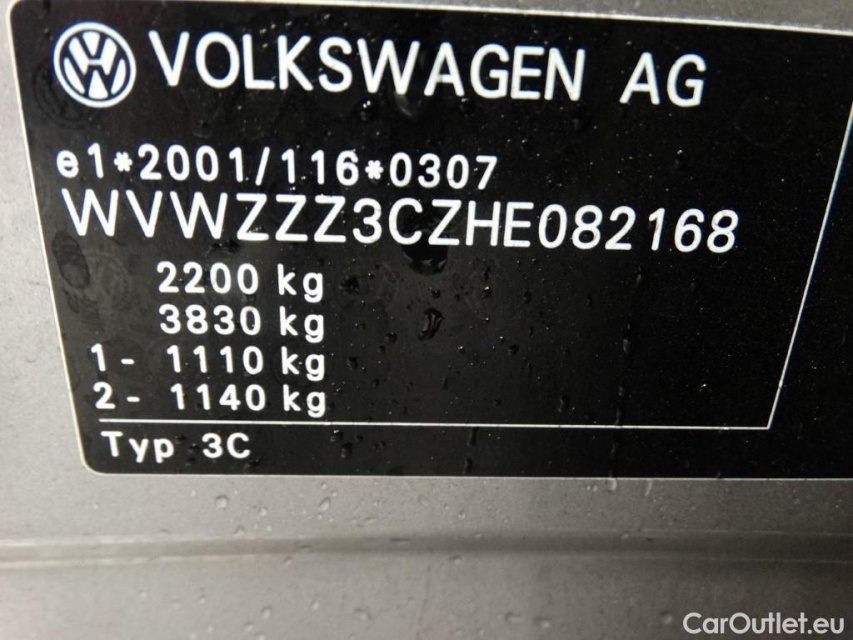 VOLKSWAGEN AG
e1*2001/116*0307
WVWZZZ3CZHE082168
2200 kg
3830 kg
1- 1110 kg
2- 1140 kg
Typ 3C
CarOutlet.eu